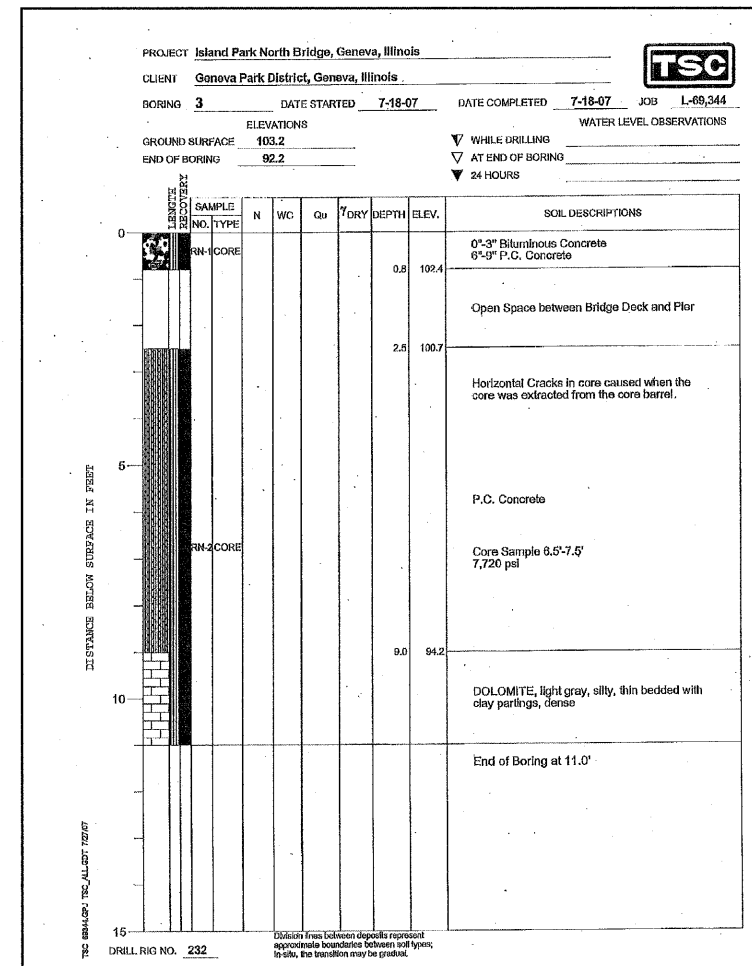 PROJECT Island Park North Bridge, Geneva, Illinois
TSC
CLIENT Geneva Park District, Geneva, Illinois
BORING 3 DATE STARTED 7-18-07 DATE COMPLETED 7-18-07 JOB L-69,344
ELEVATIONS WATER LEVEL OBSERVATIONS
GROUND SURFACE 103.2 WHILE DRILLING
END OF BORING 92.2 AT END OF BORING
24 HOURS
LENGTH
RECOVERY
SAMPLE
NO. TYPE
N WC Qu γDRY DEPTH ELEV. SOIL DESCRIPTIONS
0
RN-1 CORE
0"-3" Bituminous Concrete
6"-9" P.C. Concrete
0.8 102.4
Open Space between Bridge Deck and Pier
2.5 100.7
Horizontal Cracks in core caused when the
core was extracted from the core barrel.
5
P.C. Concrete
RN-2 CORE
Core Sample 6.5'-7.5'
7,720 psi
9.0 94.2
10
DOLOMITE, light gray, silty, thin bedded with
clay partings, dense
End of Boring at 11.0'
15
DISTANCE BELOW SURFACE IN FEET
TSC 69344.GPJ TSC_ALL.GDT 7/27/07
DRILL RIG NO. 232
Division lines between deposits represent
approximate boundaries between soil types;
in-situ, the transition may be gradual.